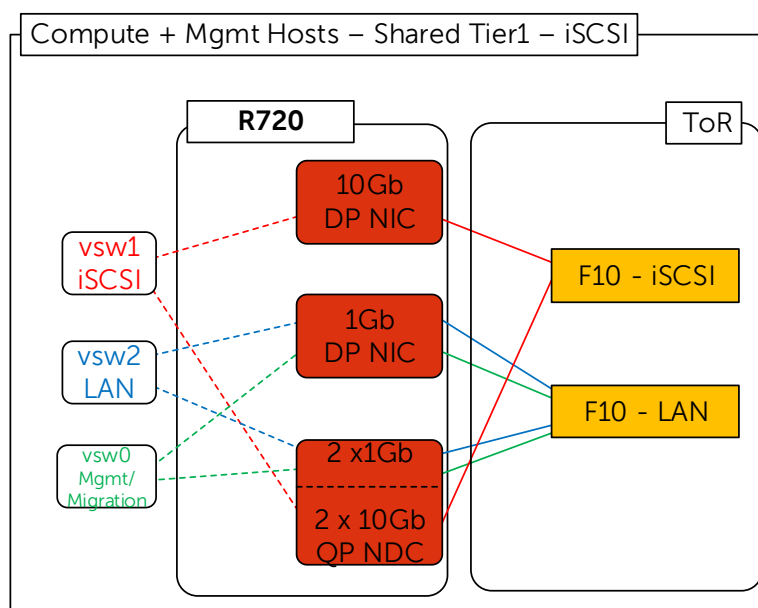 Compute + Mgmt Hosts – Shared Tier1 – iSCSI
R720
ToR
10Gb
DP NIC
vsw1
iSCSI
F10 - iSCSI
1Gb
DP NIC
vsw2
LAN
F10 - LAN
vsw0
Mgmt/
Migration
2 x1Gb
2 x 10Gb
QP NDC